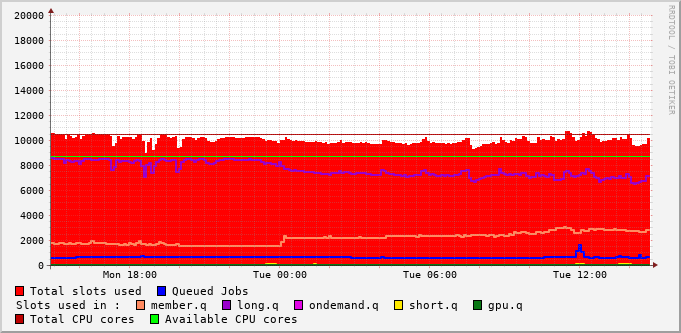 RRDTOOL / TOBI OETIKER
20000
18000
16000
14000
12000
10000
8000
6000
4000
2000
0
Mon 18:00 Tue 00:00 Tue 06:00 Tue 12:00
Total slots used Queued Jobs
Slots used in : member.q long.q ondemand.q short.q gpu.q
Total CPU cores Available CPU cores